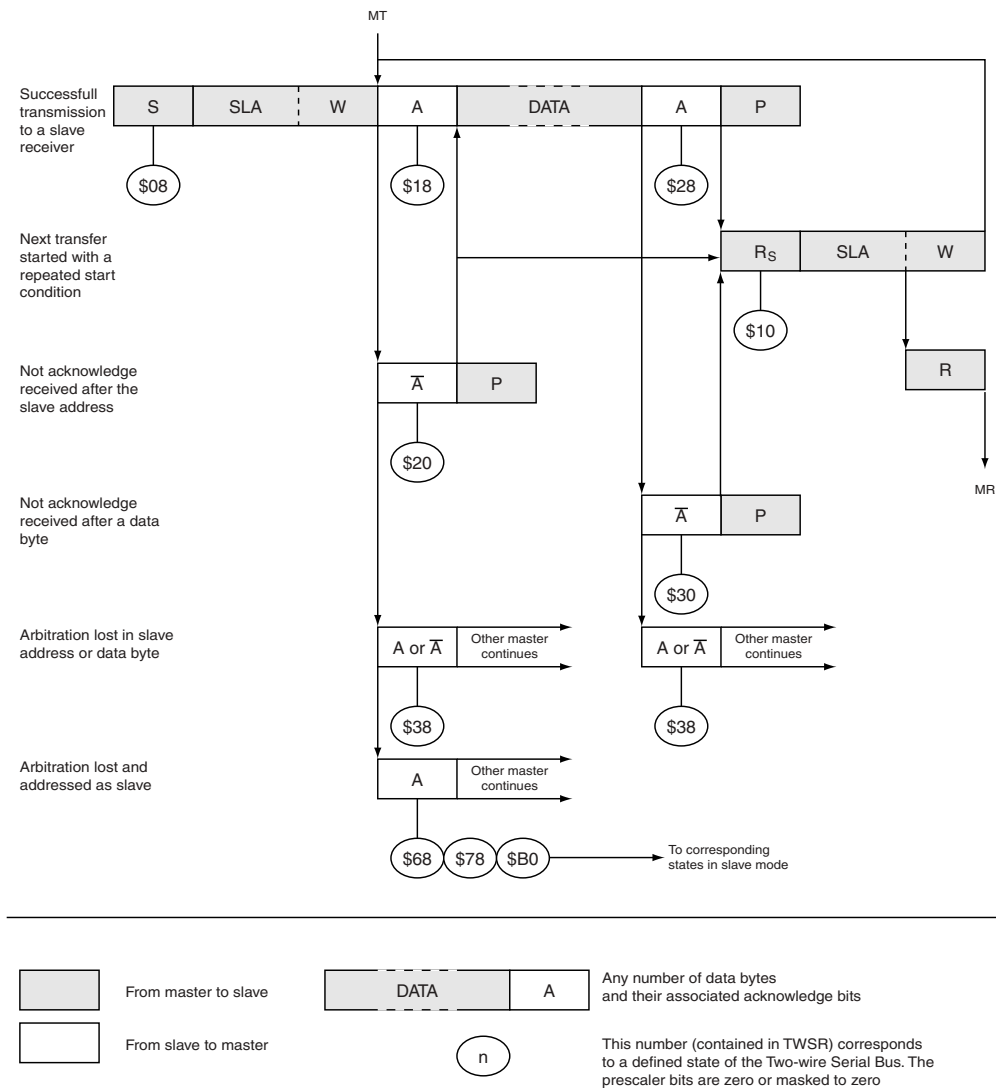 MT
Successfull
transmission
to a slave
receiver
S SLA W A DATA A P
$08 $18 $28
Next transfer
started with a
repeated start
condition
RS SLA W
$10
Not acknowledge
received after the
slave address
A̅ P
R
$20
MR
Not acknowledge
received after a data
byte
A̅ P
$30
Arbitration lost in slave
address or data byte
A or A̅
Other master
continues
A or A̅
Other master
continues
$38 $38
Arbitration lost and
addressed as slave
A
Other master
continues
$68 $78 $B0
To corresponding
states in slave mode
From master to slave
DATA A
Any number of data bytes
and their associated acknowledge bits
From slave to master
n
This number (contained in TWSR) corresponds
to a defined state of the Two-wire Serial Bus. The
prescaler bits are zero or masked to zero